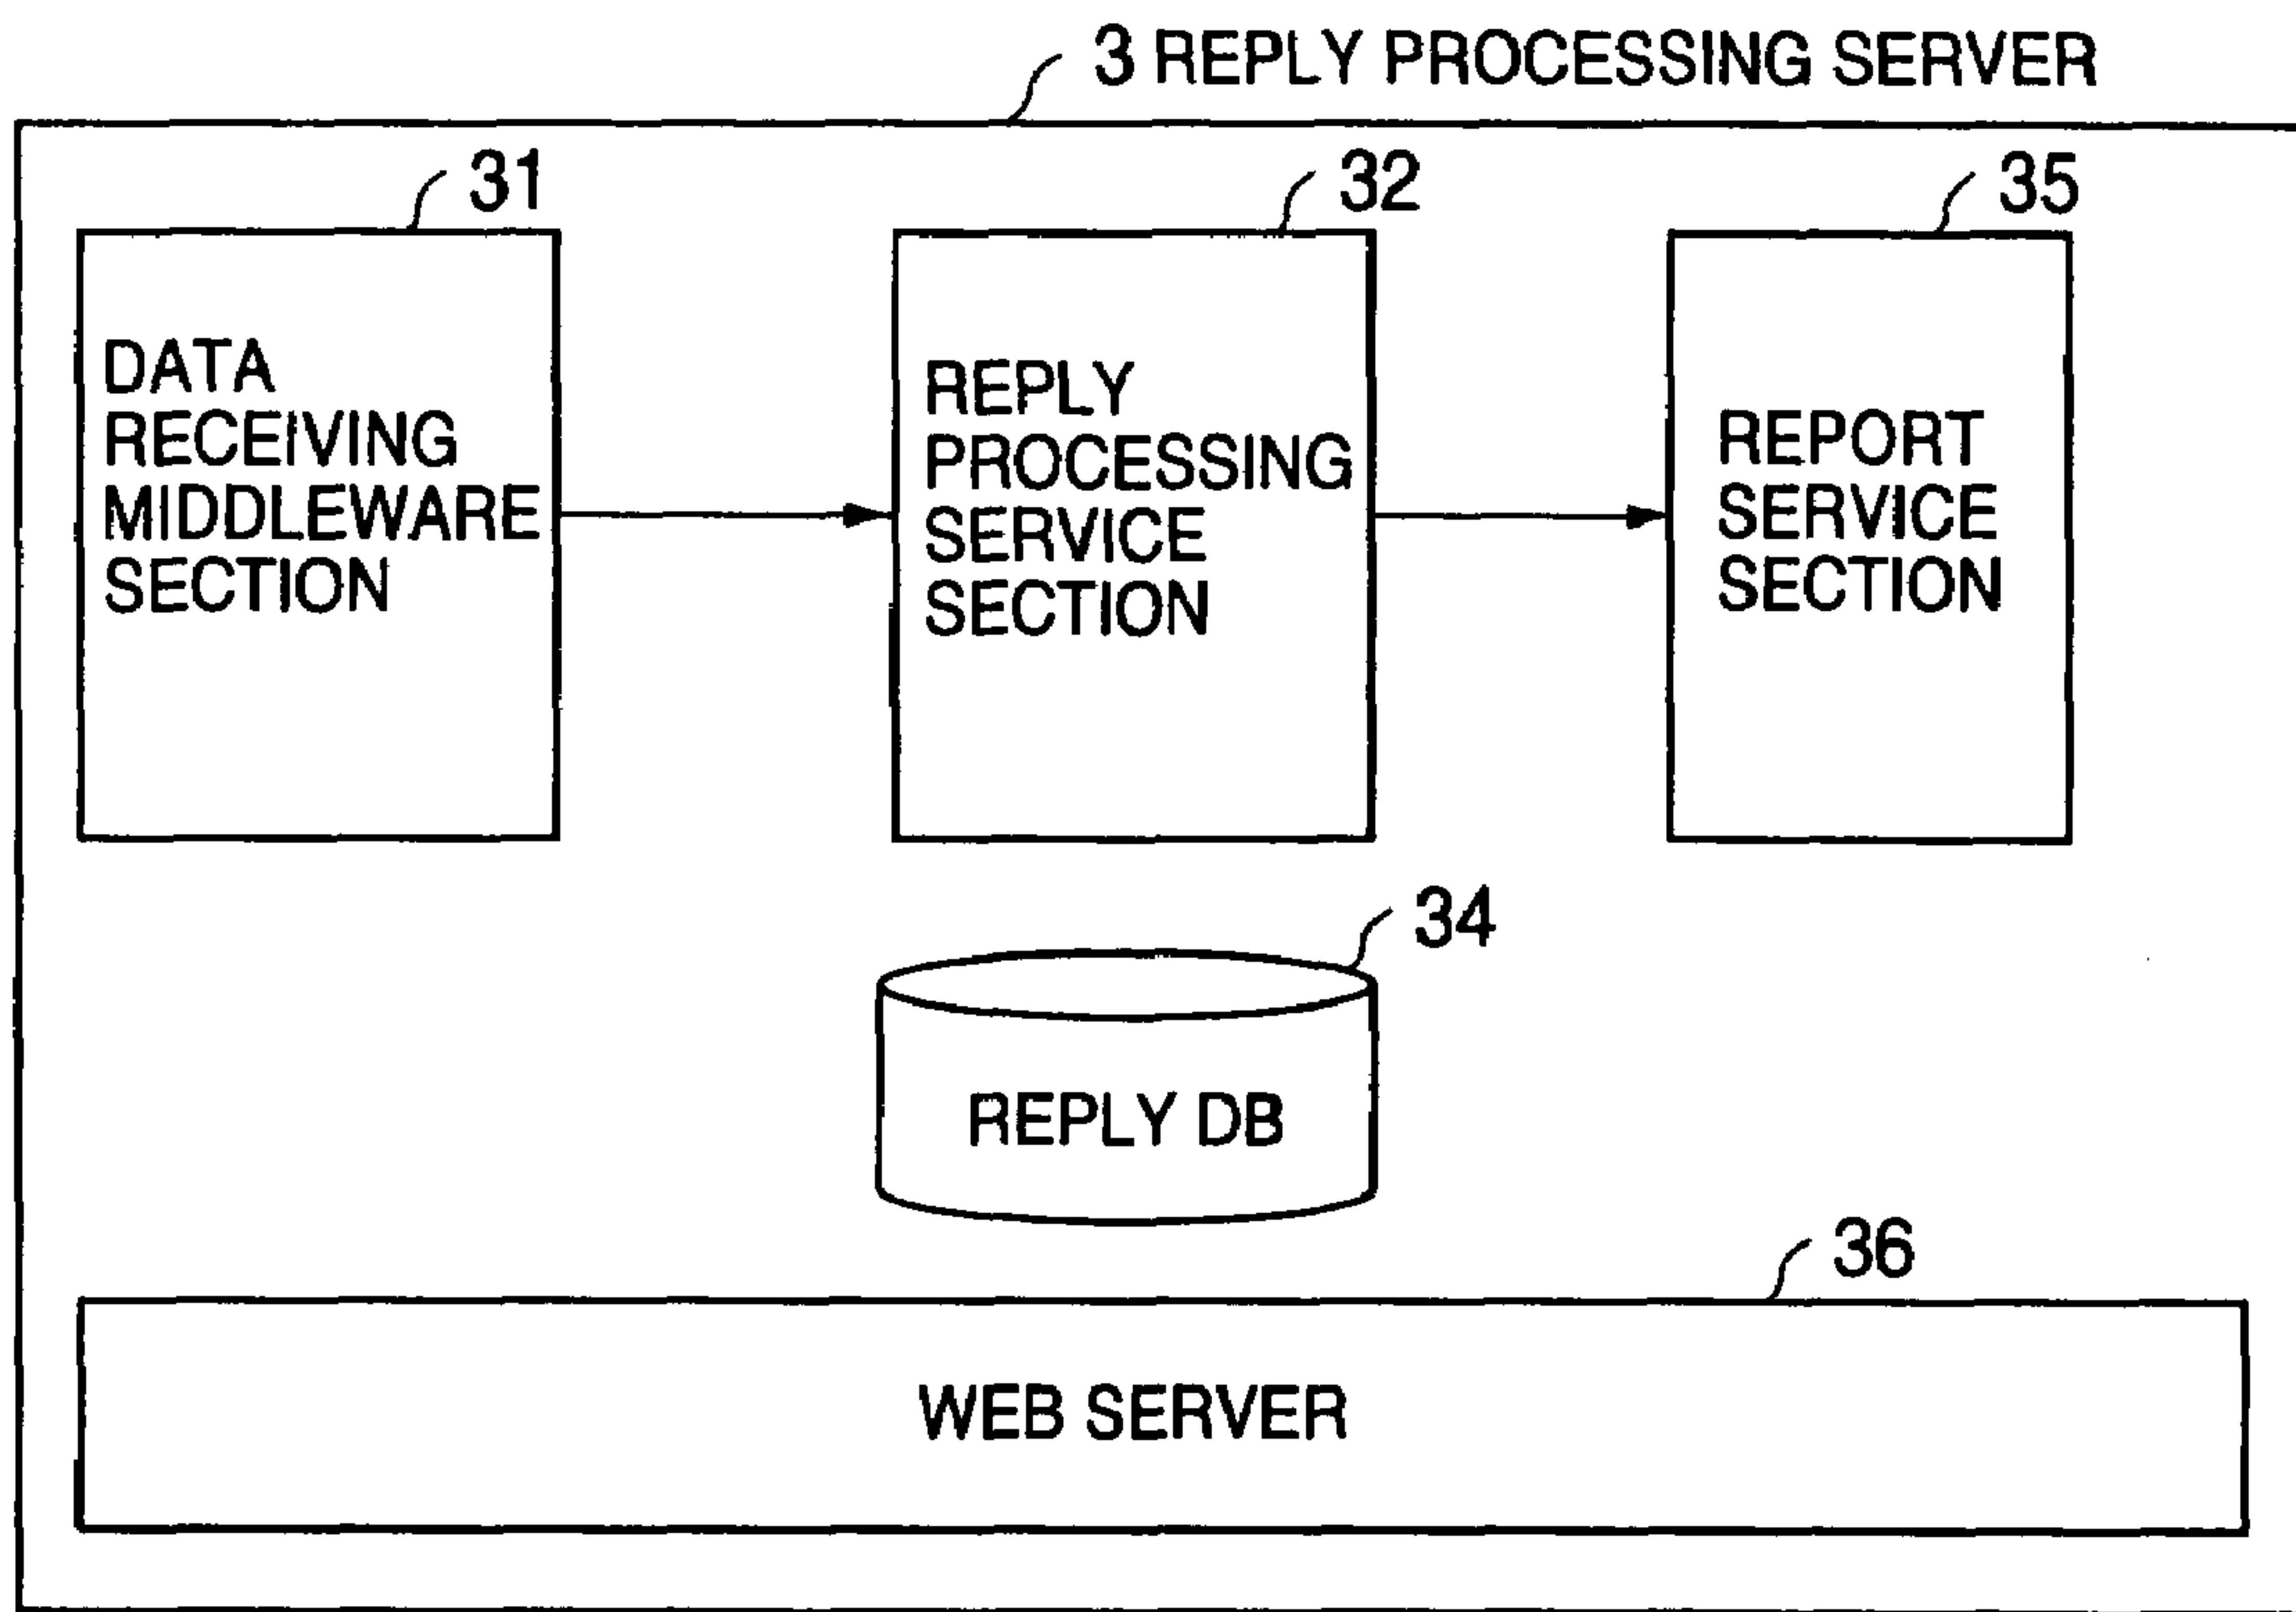 3 REPLY PROCESSING SERVER
31
DATA
RECEIVING
MIDDLEWARE
SECTION
32
REPLY
PROCESSING
SERVICE
SECTION
35
REPORT
SERVICE
SECTION
34
REPLY DB
36
WEB SERVER